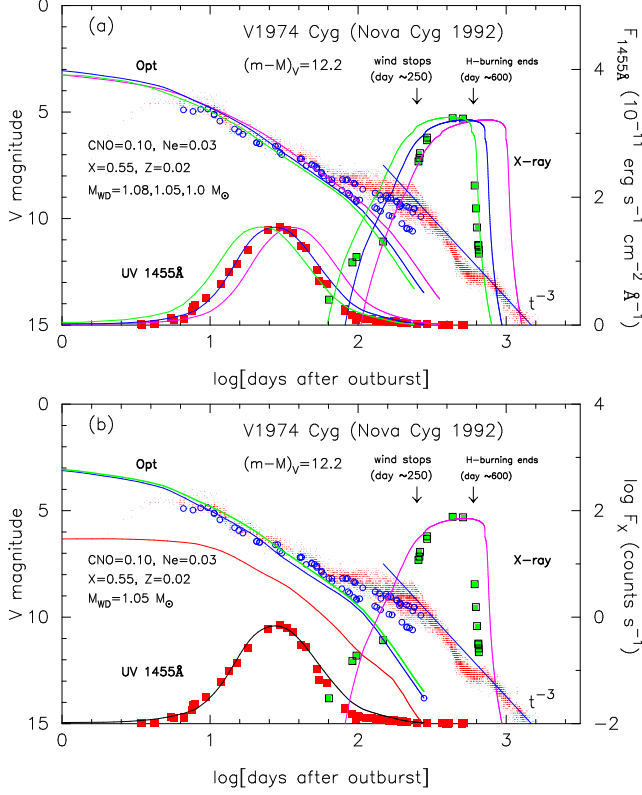 (a)
V1974 Cyg (Nova Cyg 1992)
Opt
(m−M)V=12.2
wind stops
(day ~250)
H-burning ends
(day ~600)
CNO=0.10, Ne=0.03
X=0.55, Z=0.02
MWD=1.08,1.05,1.0 M⊙
X-ray
UV 1455Å
t−3
V magnitude
0
5
10
15
F1455Å (10−11 erg s−1 cm−2 Å−1)
4
2
0
0
1
2
3
log[days after outburst]
(b)
V1974 Cyg (Nova Cyg 1992)
Opt
(m−M)V=12.2
wind stops
(day ~250)
H-burning ends
(day ~600)
CNO=0.10, Ne=0.03
X=0.55, Z=0.02
MWD=1.05 M⊙
X-ray
UV 1455Å
t−3
V magnitude
0
5
10
15
log FX (counts s−1)
4
2
0
−2
0
1
2
3
log[days after outburst]